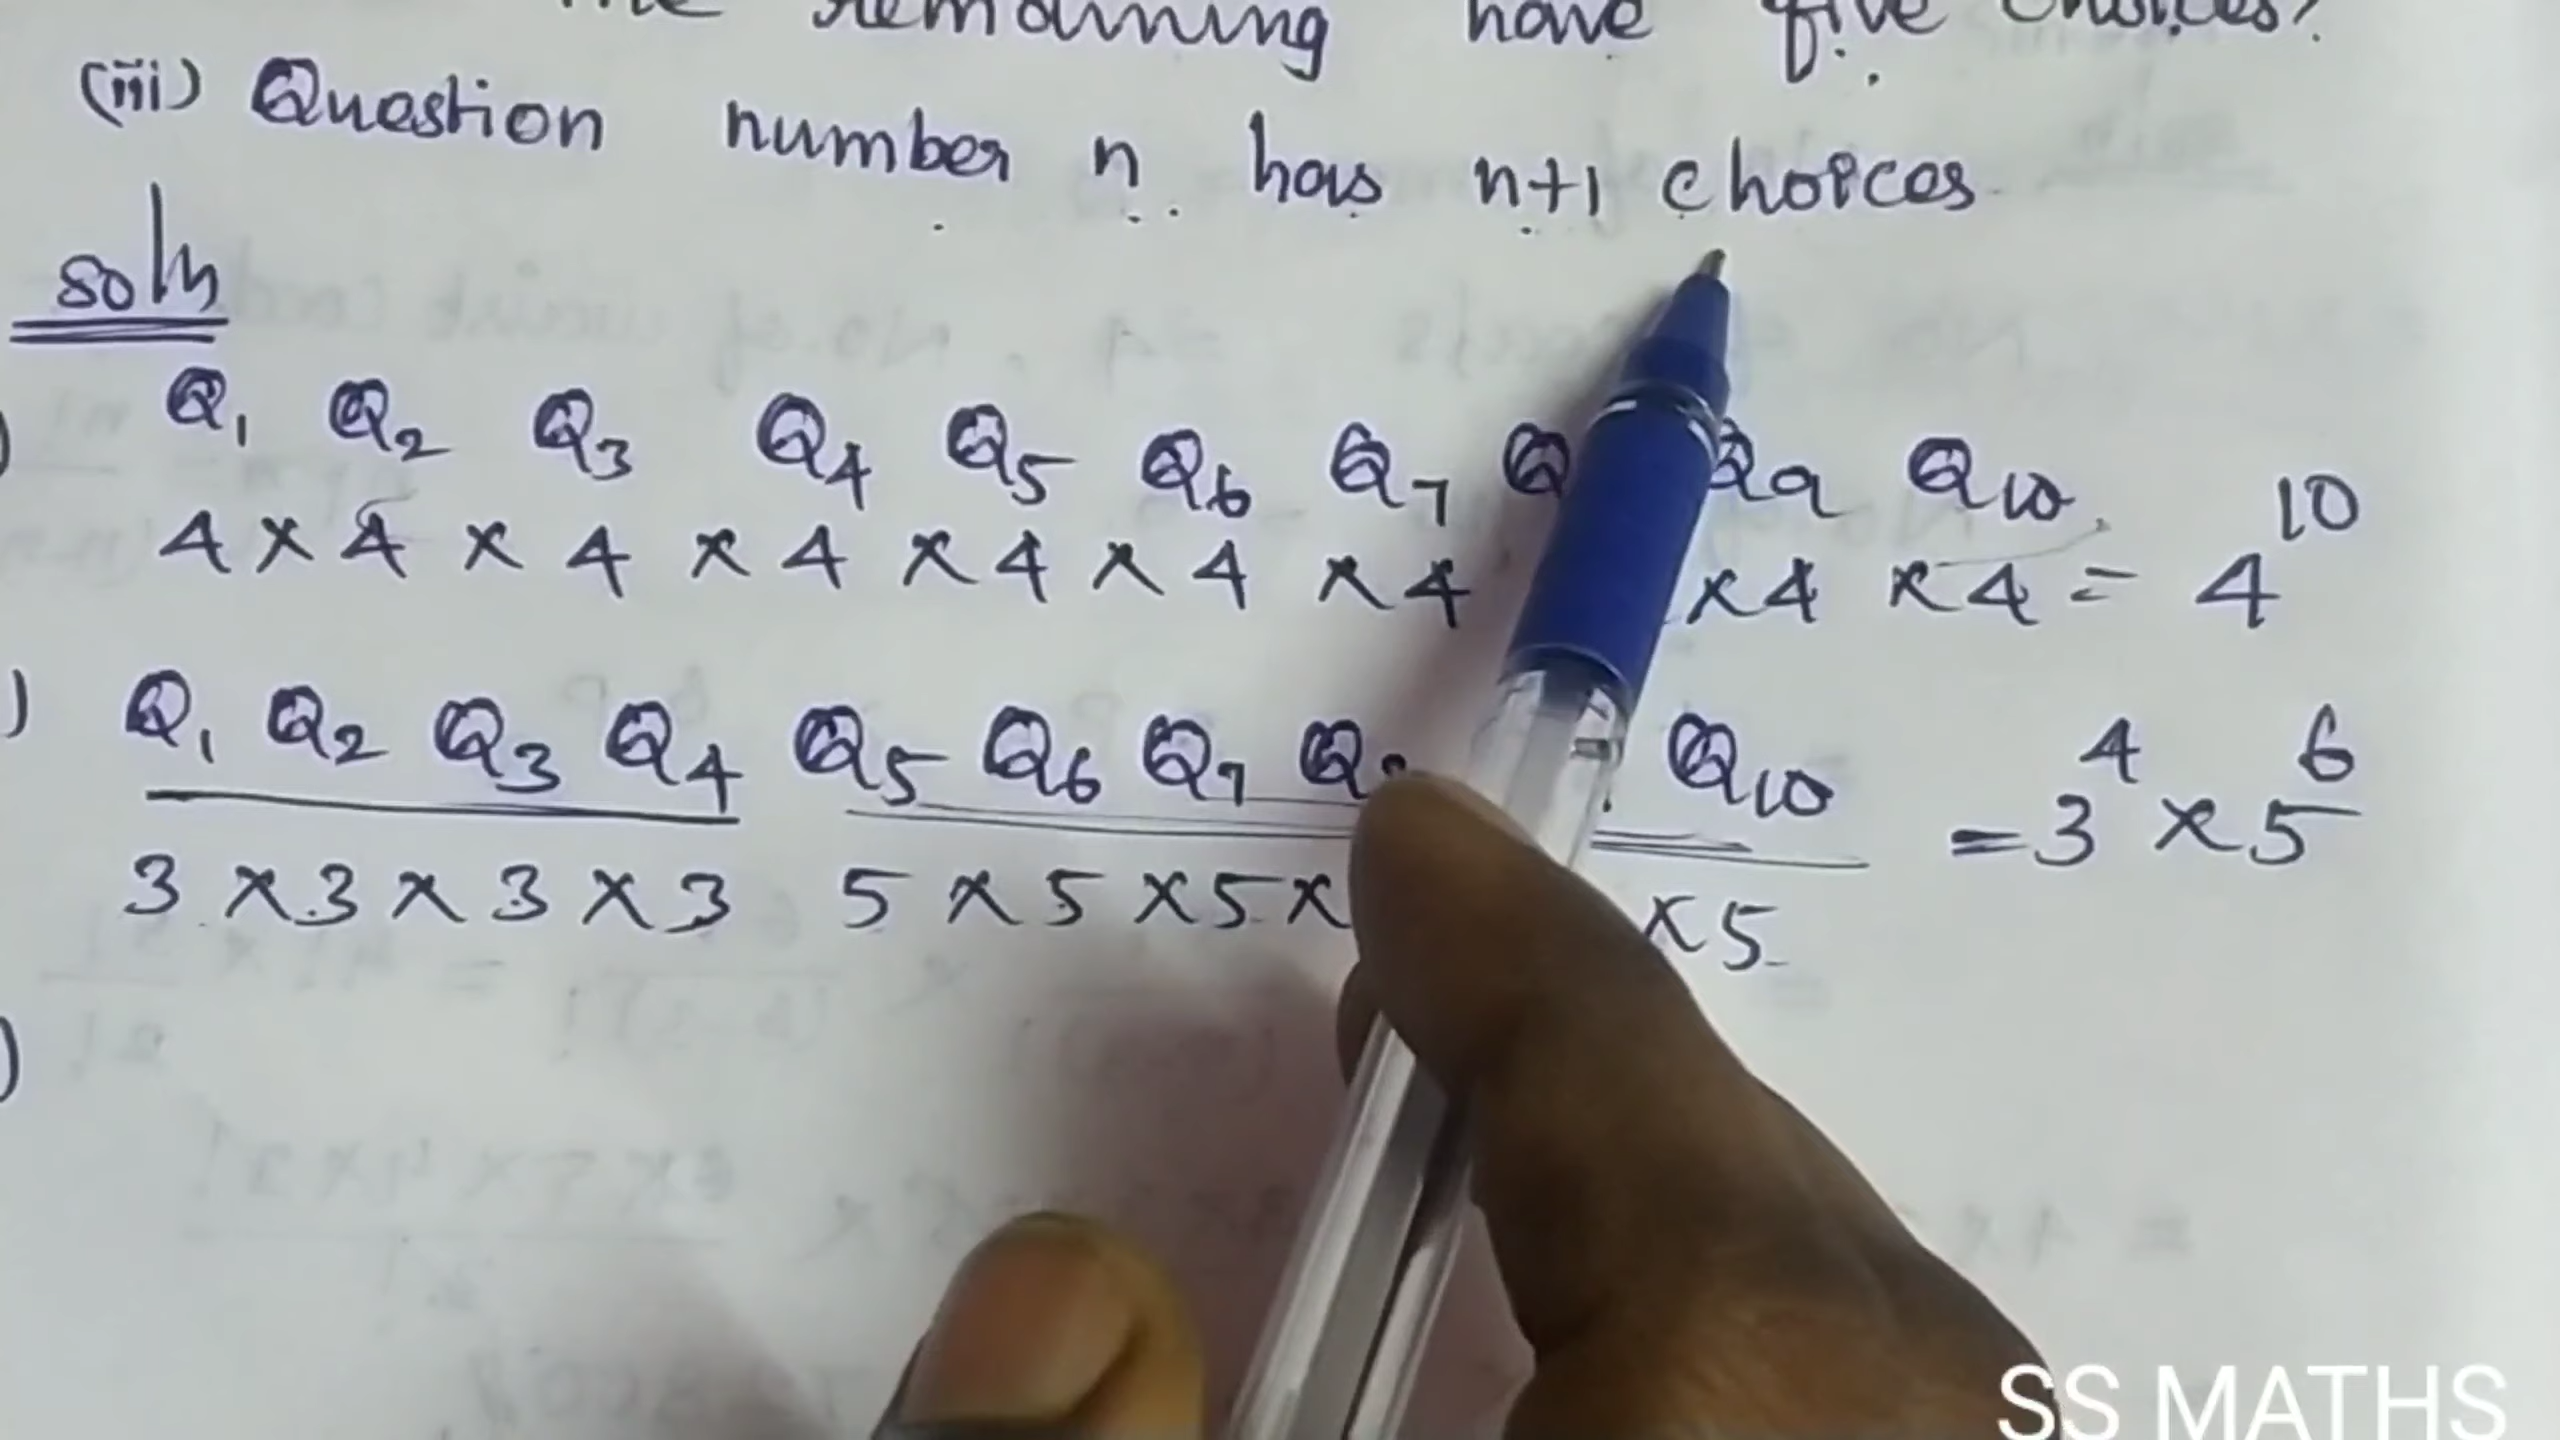 remaining have five choices?
(iii) Question number n has n+1 choices
soln
Q1 Q2 Q3 Q4 Q5 Q6 Q7 Q Q9 Q10
4 × 4 × 4 × 4 × 4 × 4 × 4 × 4 × 4 = 4^10
) Q1 Q2 Q3 Q4 Q5 Q6 Q7 Q8 Q10 = 3^4 × 5^6
3 × 3 × 3 × 3 5 × 5 × 5 × × 5
)
SS MATHS